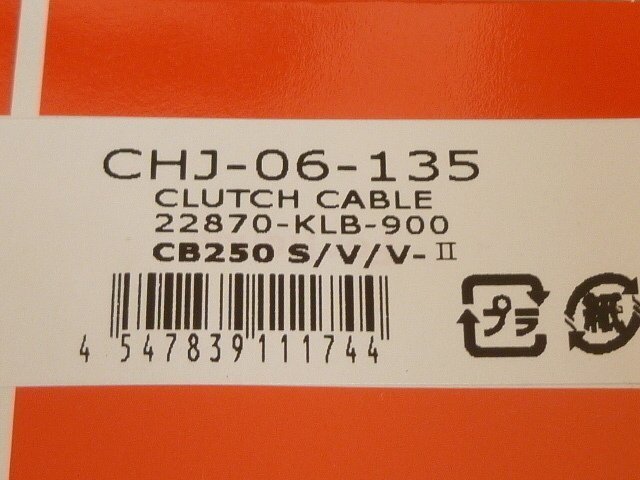 CHJ-06-135
CLUTCH CABLE
22870-KLB-900
CB250 S/V/V-Ⅱ
4 547839 111744
プラ
紙